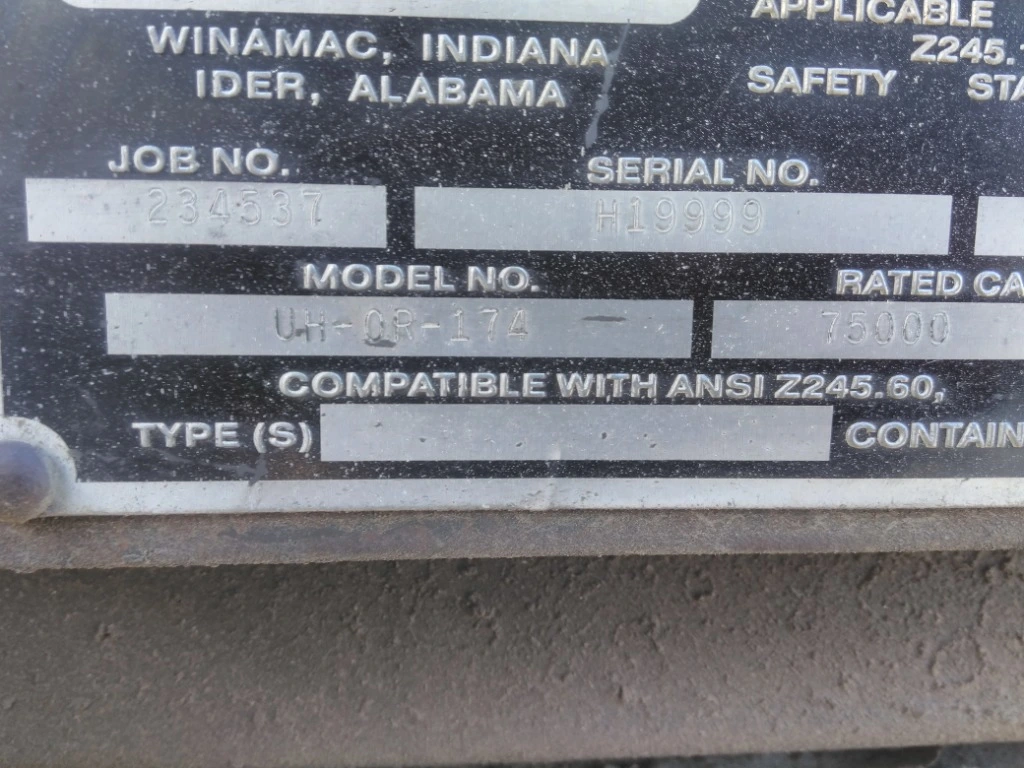 APPLICABLE
WINAMAC, INDIANA Z245.
IDER, ALABAMA SAFETY STA
JOB NO. SERIAL NO.
234537 H19999
MODEL NO. RATED CA
UH-OR-174 75000
COMPATIBLE WITH ANSI Z245.60,
TYPE (S) CONTAIN